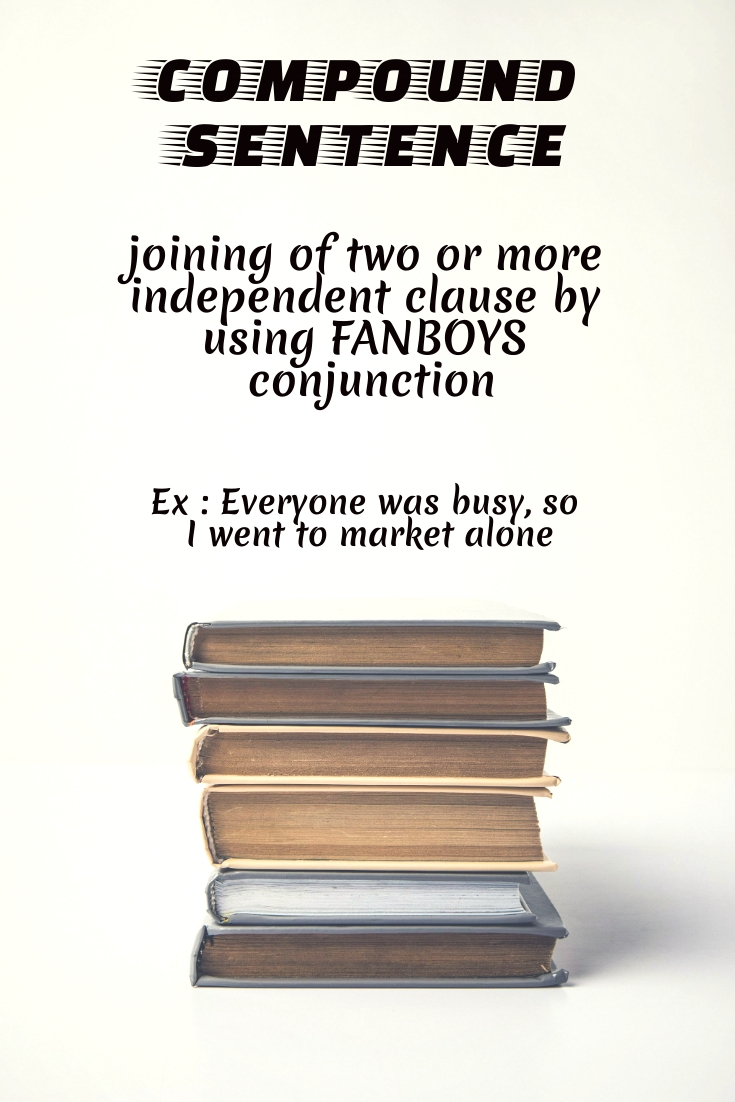 COMPOUND
SENTENCE
joining of two or more
independent clause by
using FANBOYS
conjunction
Ex : Everyone was busy, so
I went to market alone